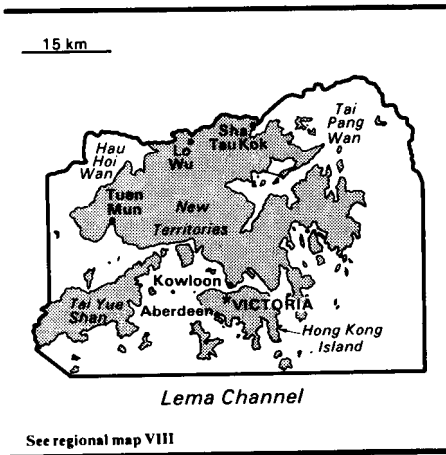 15 km
Hau
Hoi
Wan
Lo
Wu
Sha
Tau Kok
Tai
Pang
Wan
Tuen
Mun
New
Territories
Kowloon
Tai Yue
Shan
Aberdeen
VICTORIA
Hong Kong
Island
Lema Channel
See regional map VIII